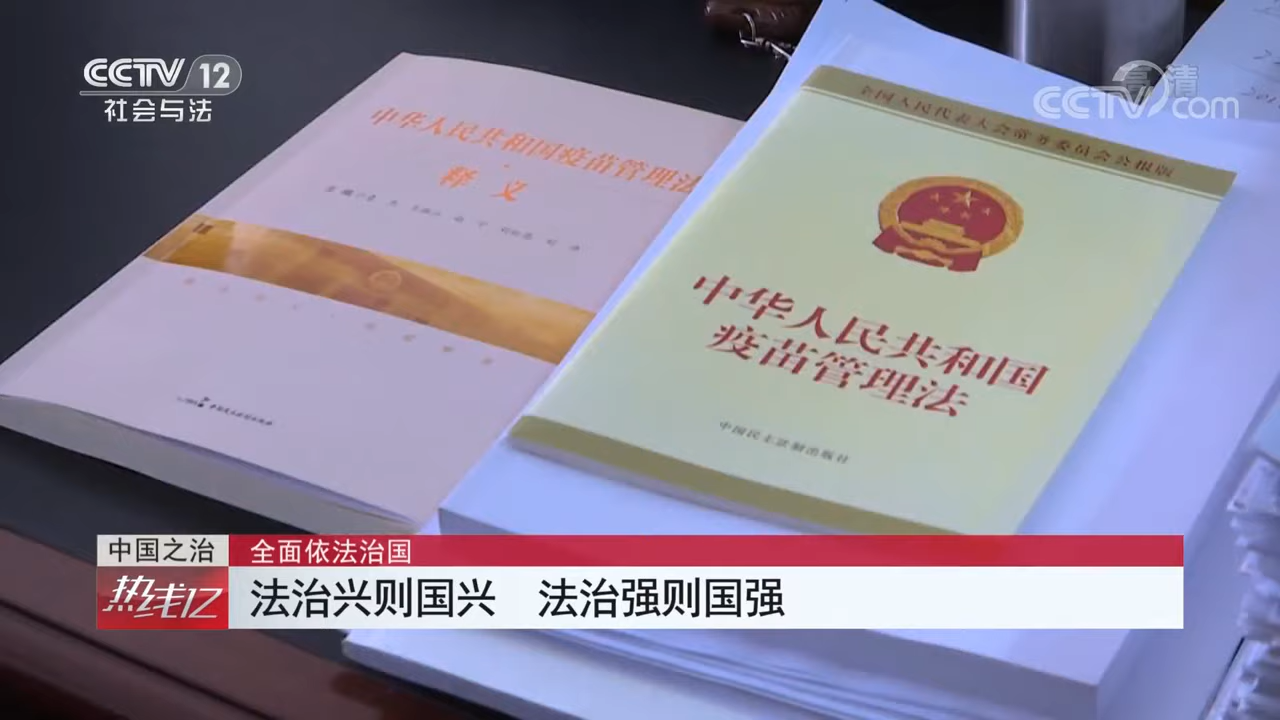 CCTV 12
社会与法
高清
CCTV.com
中华人民共和国疫苗管理法
释义
全国人民代表大会常务委员会公报版
中华人民共和国
疫苗管理法
中国民主法制出版社
中国之治
全面依法治国
热线12
法治兴则国兴 法治强则国强